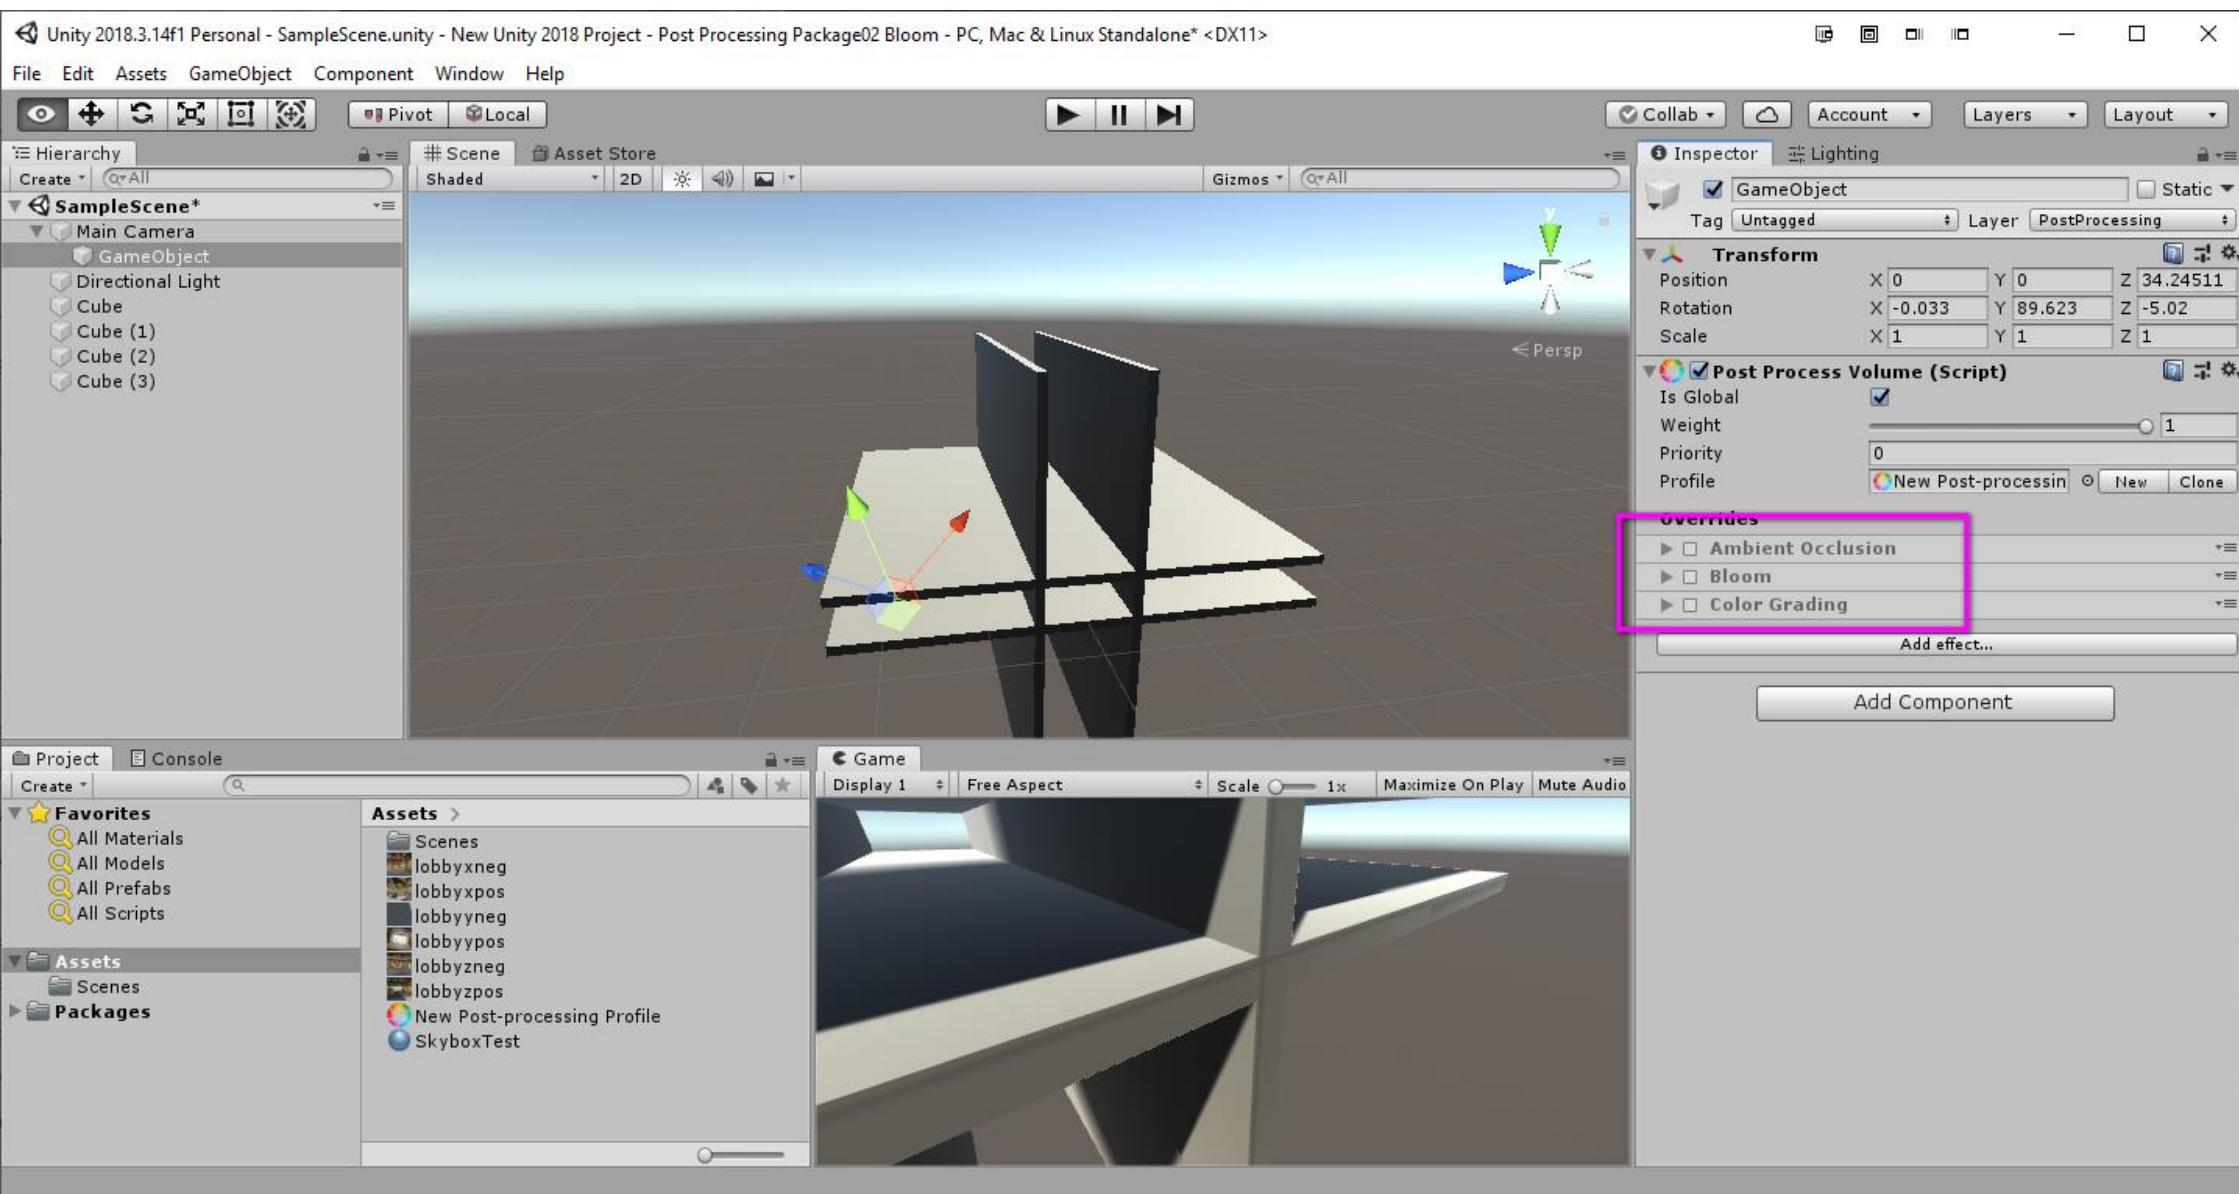 Unity 2018.3.14f1 Personal - SampleScene.unity - New Unity 2018 Project - Post Processing Package02 Bloom - PC, Mac & Linux Standalone* <DX11>
File Edit Assets GameObject Component Window Help
Pivot Local Collab Account Layers Layout
Hierarchy
Create All
SampleScene*
Main Camera
GameObject
Directional Light
Cube
Cube (1)
Cube (2)
Cube (3)
Scene Asset Store
Shaded 2D Gizmos All
y
Persp
Inspector Lighting
GameObject Static
Tag Untagged Layer PostProcessing
Transform
Position X 0 Y 0 Z 34.24511
Rotation X -0.033 Y 89.623 Z -5.02
Scale X 1 Y 1 Z 1
Post Process Volume (Script)
Is Global
Weight 1
Priority 0
Profile New Post-processin New Clone
Overrides
Ambient Occlusion
Bloom
Color Grading
Add effect...
Add Component
Project Console
Create
Favorites
All Materials
All Models
All Prefabs
All Scripts
Assets
Scenes
Packages
Assets >
Scenes
lobbyxneg
lobbyxpos
lobbyyneg
lobbyypos
lobbyzneg
lobbyzpos
New Post-processing Profile
SkyboxTest
Game
Display 1 Free Aspect Scale 1x Maximize On Play Mute Audio